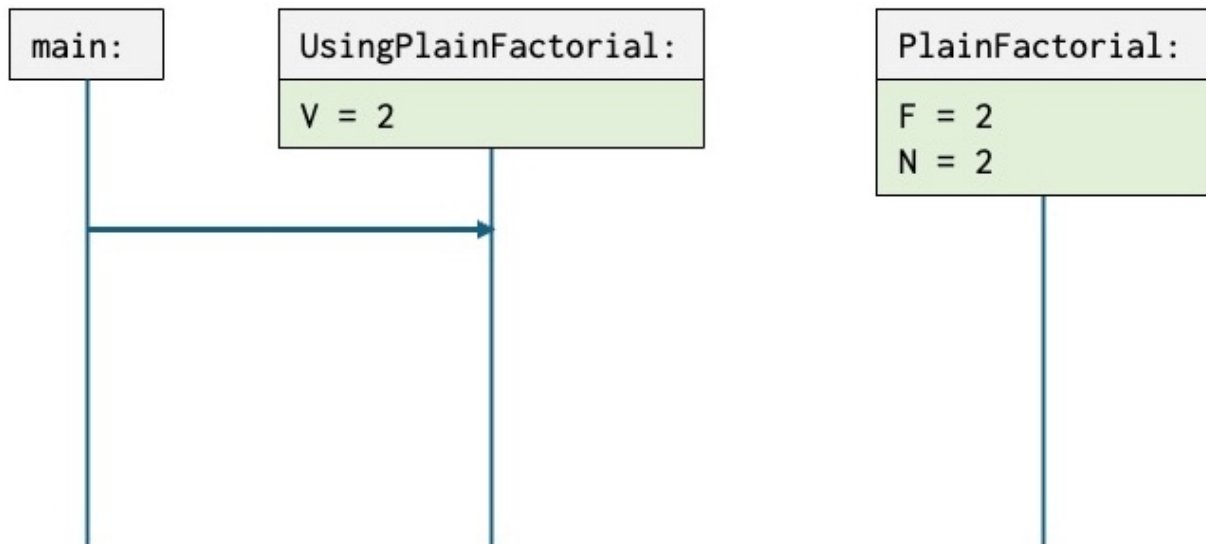 main:
UsingPlainFactorial:
V = 2
PlainFactorial:
F = 2
N = 2